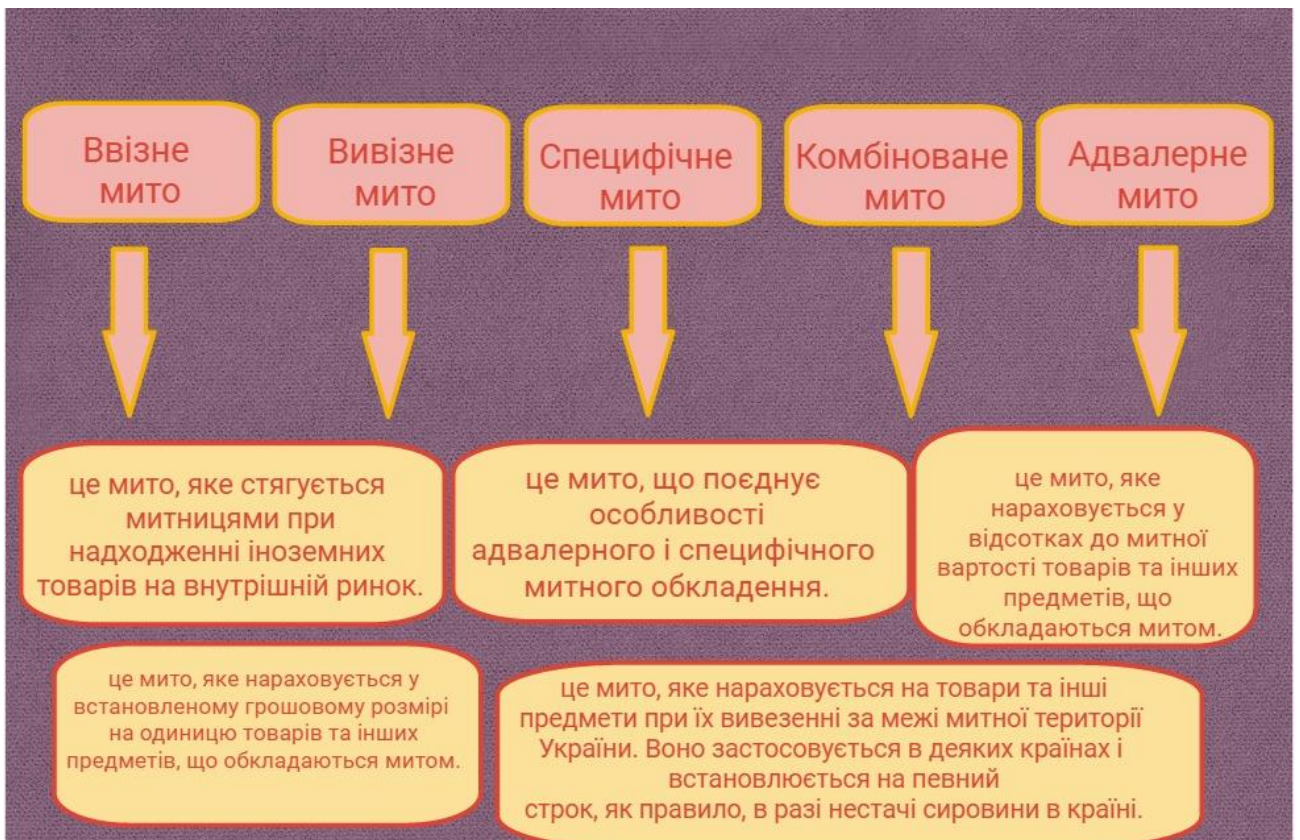 Ввізне
мито
Вивізне
мито
Специфічне
мито
Комбіноване
мито
Адвалерне
мито
це мито, яке стягується
митницями при
надходженні іноземних
товарів на внутрішній ринок.
це мито, що поєднує
особливості
адвалерного і специфічного
митного обкладення.
це мито, яке
нараховується у
відсотках до митної
вартості товарів та інших
предметів, що
обкладаються митом.
це мито, яке нараховується у
встановленому грошовому розмірі
на одиницю товарів та інших
предметів, що обкладаються митом.
це мито, яке нараховується на товари та інші
предмети при їх вивезенні за межі митної території
України. Воно застосовується в деяких країнах і
встановлюється на певний
строк, як правило, в разі нестачі сировини в країні.